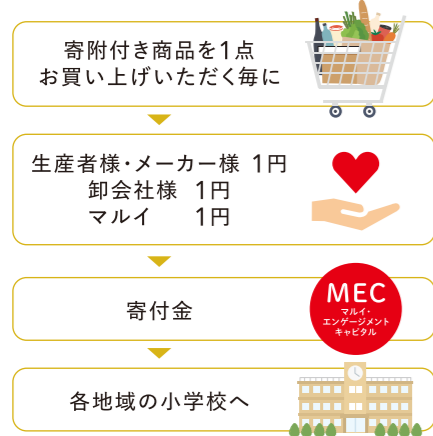 寄附付き商品を1点
お買い上げいただく毎に
生産者様・メーカー様 1円
卸会社様 1円
マルイ 1円
寄付金
MEC
マルイ・
エンゲージメント
キャピタル
各地域の小学校へ